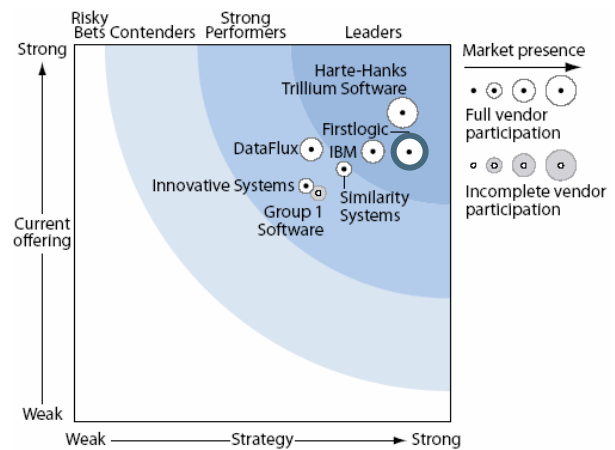 Risky
Bets
Contenders
Strong
Performers
Leaders
Market presence
Full vendor
participation
Incomplete vendor
participation
Strong
Current
offering
Weak
Harte-Hanks
Trillium Software
Firstlogic
DataFlux
IBM
Innovative Systems
Similarity
Systems
Group 1
Software
Weak
Strategy
Strong